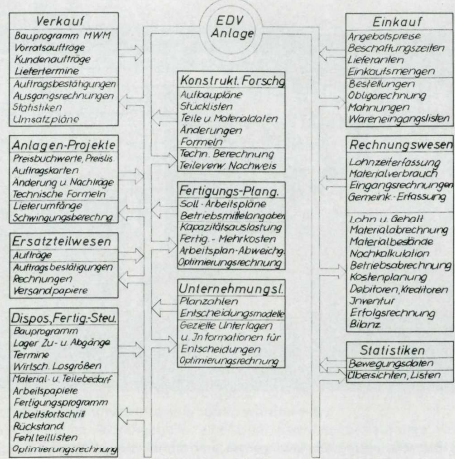 EDV
Anlage
Verkauf
Bauprogramm MWM
Vorratsaufträge
Kundenaufträge
Liefertermine
Auftragsbestätigungen
Ausgangsrechnungen
Statistiken
Umsatzpläne
Anlagen-Projekte
Preisbuchwerte, Preislis
Auftragskarten
Änderung u Nachträge
Technische Formeln
Lieferumfänge
Schwingungsberechng
Ersatzteilwesen
Aufträge
Auftragsbestätigungen
Rechnungen
Versandpapiere
Dispos., Fertig.-Steu.
Bauprogramm
Lager Zu- u. Abgänge
Termine
Wirtsch. Losgrößen
Material- u. Teilebedarf
Arbeitspapiere
Fertigungsprogramm
Arbeitsfortschrit
Rückstand
Fehlteillisten
Optimierungsrechnung
Konstrukt. Forschg
Aufbaupläne
Stücklisten
Teile u. Materialdaten
Änderungen
Formeln
Techn. Berechnung
Teileverw. Nachweis
Fertigungs-Plang.
Soll-Arbeitspläne
Betriebsmittelangaben
Kapazitätsauslastung
Fertig.-Mehrkosten
Arbeitsplan-Abweichg.
Optimierungsrechnung
Unternehmungsl.
Planzahlen
Entscheidungsmodelle
Gezielte Unterlagen
u. Informationen für
Entscheidungen
Optimierungsrechnung
Einkauf
Angebotspreise
Beschaffungszeiten
Lieferanten
Einkaufsmengen
Bestellungen
Obligorechnung
Mahnungen
Wareneingangslisten
Rechnungswesen
Lohnzeiterfassung
Materialverbrauch
Eingangsrechnungen
Gemeink.-Erfassung
Lohn u. Gehalt
Materialabrechnung
Materialbestände
Nachkalkulation
Betriebsabrechnung
Kostenplanung
Debitoren, Kreditoren
Inventur
Erfolgsrechnung
Bilanz
Statistiken
Bewegungsdaten
Übersichten, Listen